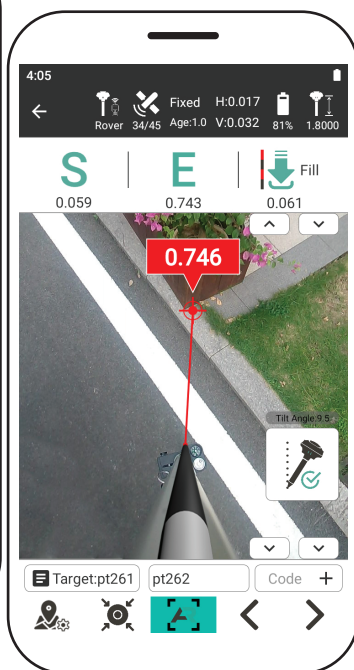 4:05
Fixed H:0.017
Rover 34/45 Age:1.0 V:0.032 81% 1.8000
S E Fill
0.059 0.743 0.061
0.746
Tilt Angle:9.5
Target:pt261 pt262 Code +